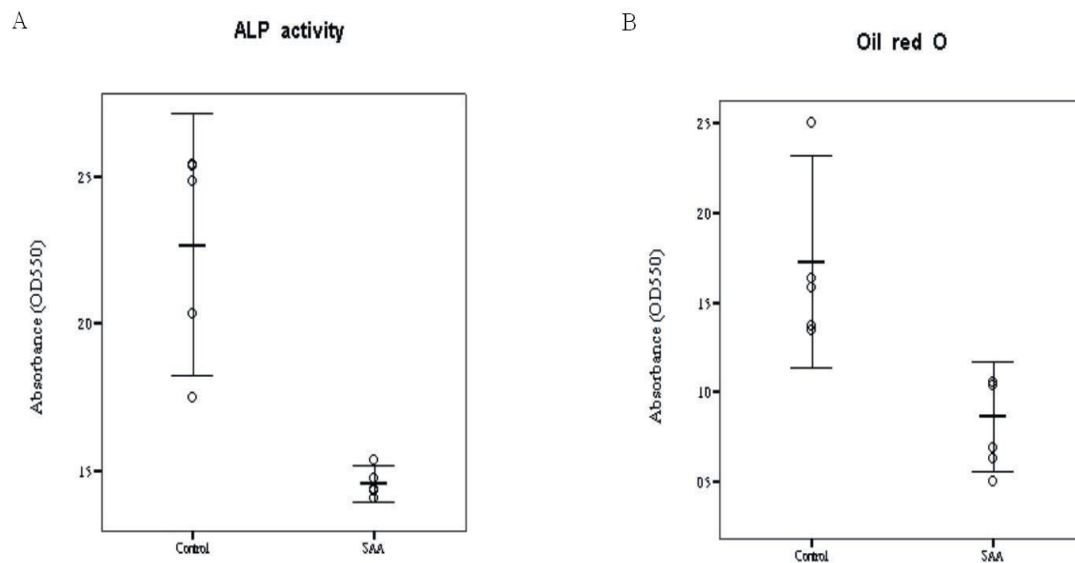 A
ALP activity
Absorbance (OD550)
25
20
15
Control
SAA
B
Oil red O
Absorbance (OD550)
25
20
15
10
05
Control
SAA